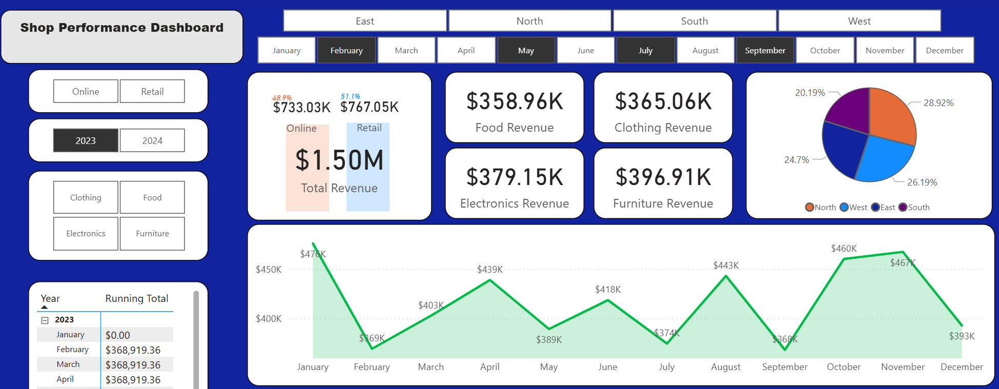 Shop Performance Dashboard
East North South West
January February March April May June July August September October November December
Online Retail
2023 2024
Clothing Food
Electronics Furniture
Year Running Total
2023
January $0.00
February $368,919.36
March $368,919.36
April $368,919.36
48.9% 51.1%
$733.03K $767.05K
Online Retail
$1.50M
Total Revenue
$358.96K
Food Revenue
$365.06K
Clothing Revenue
$379.15K
Electronics Revenue
$396.91K
Furniture Revenue
20.19%
28.92%
24.7%
26.19%
North West East South
$450K
$400K
$476K
$369K
$403K
$439K
$389K
$418K
$374K
$443K
$368K
$460K
$467K
$393K
January February March April May June July August September October November December